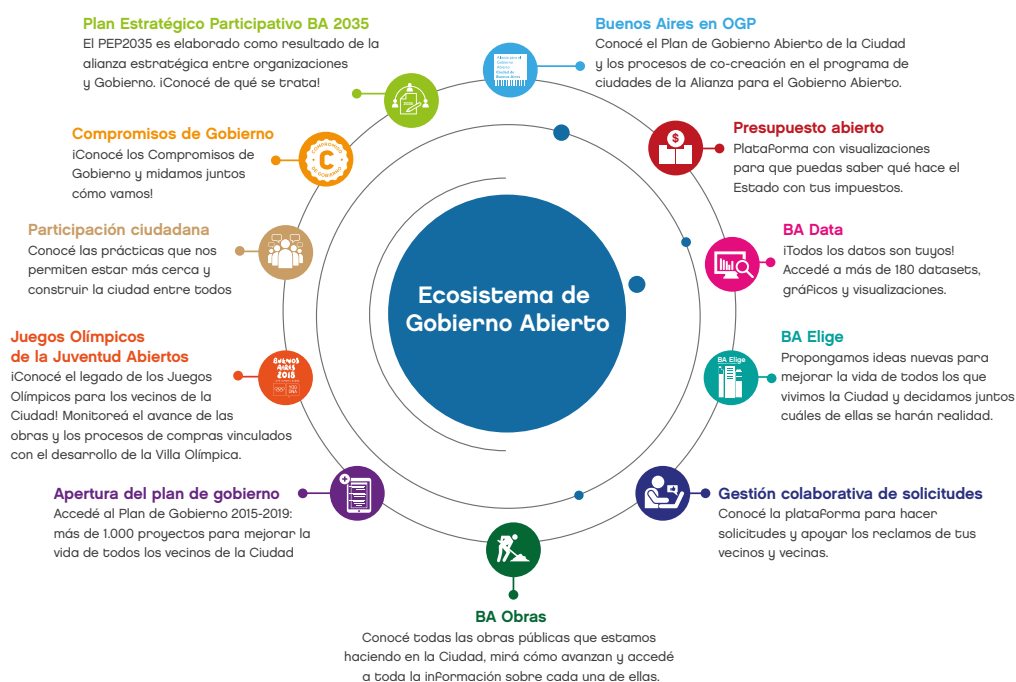 Plan Estratégico Participativo BA 2035
El PEP2035 es elaborado como resultado de la
alianza estratégica entre organizaciones
y Gobierno. ¡Conocé de qué se trata!
Buenos Aires en OGP
Conocé el Plan de Gobierno Abierto de la Ciudad
y los procesos de co-creación en el programa de
ciudades de la Alianza para el Gobierno Abierto.
Alianza para el
Gobierno
Abierto
Ciudad de
Buenos Aires
Compromisos de Gobierno
¡Conocé los Compromisos de
Gobierno y midamos juntos
cómo vamos!
COMPROMISO
C
DE GOBIERNO
Presupuesto abierto
Plataforma con visualizaciones
para que puedas saber qué hace el
Estado con tus impuestos.
$
Participación ciudadana
Conocé las prácticas que nos
permiten estar más cerca y
construir la ciudad entre todos
BA Data
¡Todos los datos son tuyos!
Accedé a más de 180 datasets,
gráficos y visualizaciones.
Ecosistema de
Gobierno Abierto
Juegos Olímpicos
de la Juventud Abiertos
¡Conocé el legado de los Juegos
Olímpicos para los vecinos de la
Ciudad! Monitoreá el avance de las
obras y los procesos de compras vinculados
con el desarrollo de la Villa Olímpica.
BUENOS
AIRES
2018
BA Elige
BA Elige
Propongamos ideas nuevas para
mejorar la vida de todos los que
vivimos la Ciudad y decidamos juntos
cuáles de ellas se harán realidad.
Apertura del plan de gobierno
Accedé al Plan de Gobierno 2015-2019:
más de 1.000 proyectos para mejorar la
vida de todos los vecinos de la Ciudad
Gestión colaborativa de solicitudes
Conocé la plataforma para hacer
solicitudes y apoyar los reclamos de tus
vecinos y vecinas.
BA Obras
Conocé todas las obras públicas que estamos
haciendo en la Ciudad, mirá cómo avanzan y accedé
a toda la información sobre cada una de ellas.